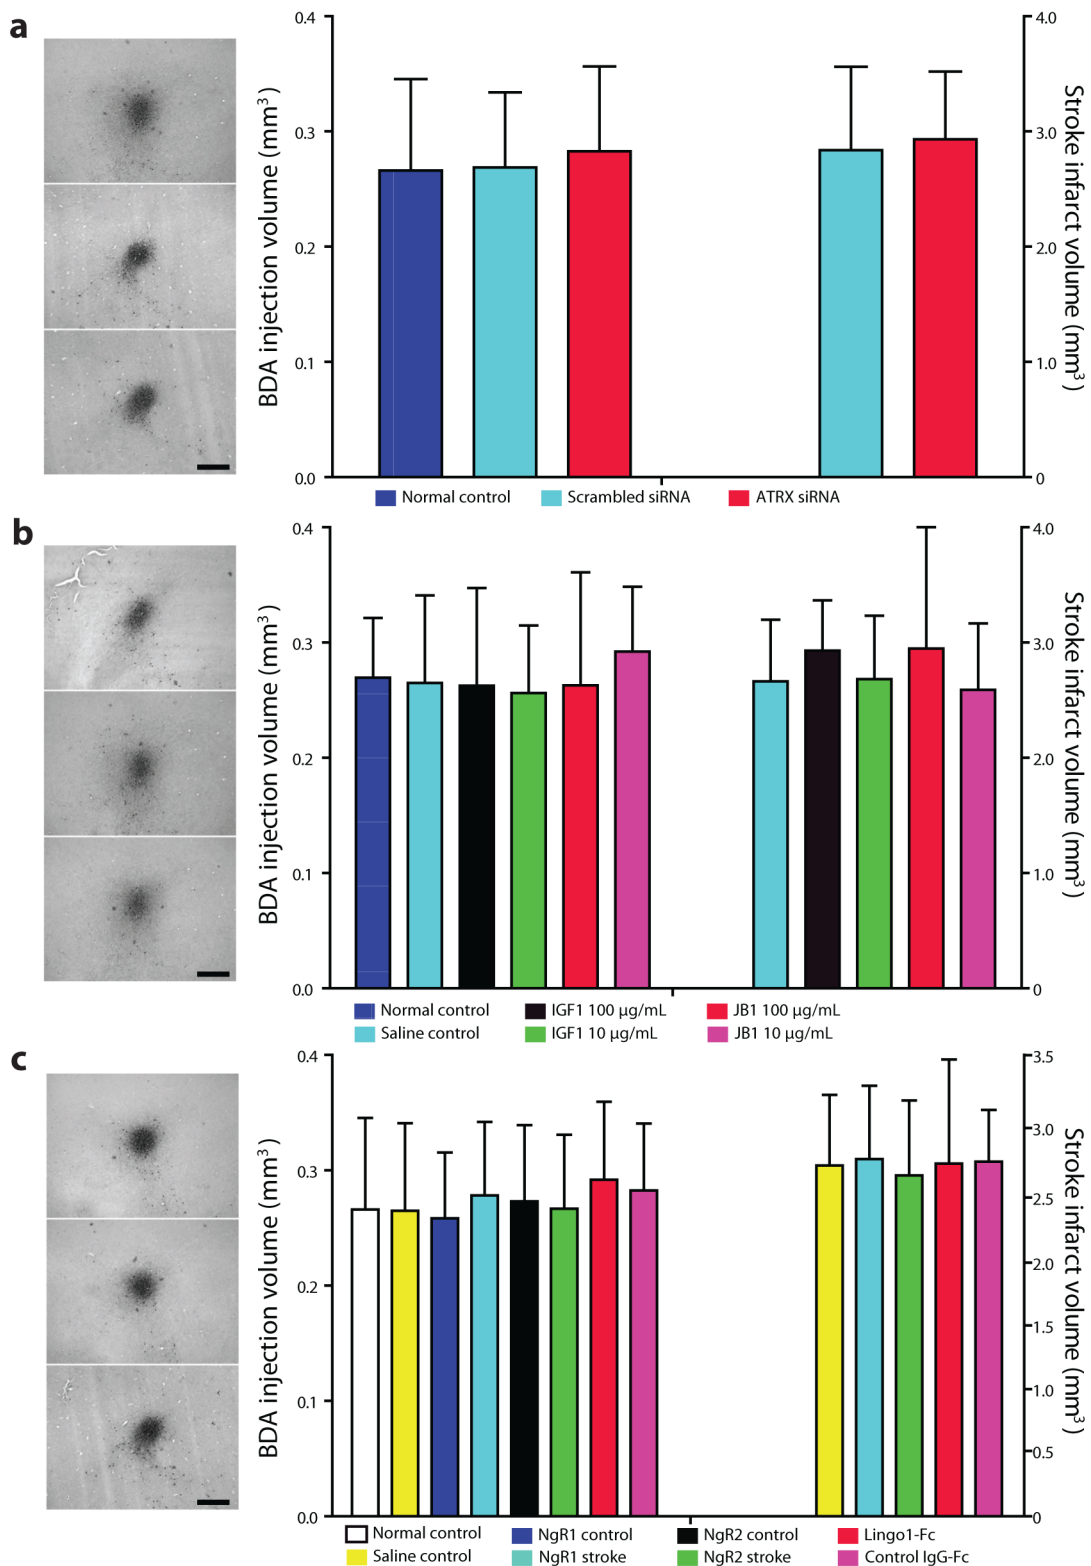 a
BDA injection volume (mm³)
0.4
0.3
0.2
0.1
0.0
4.0
3.0
2.0
1.0
0
Stroke infarct volume (mm³)
Normal control Scrambled siRNA ATRX siRNA
b
BDA injection volume (mm³)
0.4
0.3
0.2
0.1
0.0
4.0
3.0
2.0
1.0
0
Stroke infarct volume (mm³)
Normal control IGF1 100 µg/mL JB1 100 µg/mL
Saline control IGF1 10 µg/mL JB1 10 µg/mL
c
BDA injection volume (mm³)
0.4
0.3
0.2
0.1
0.0
3.5
3.0
2.5
2.0
1.5
1.0
0.5
0
Stroke infarct volume (mm³)
Normal control NgR1 control NgR2 control Lingo1-Fc
Saline control NgR1 stroke NgR2 stroke Control IgG-Fc